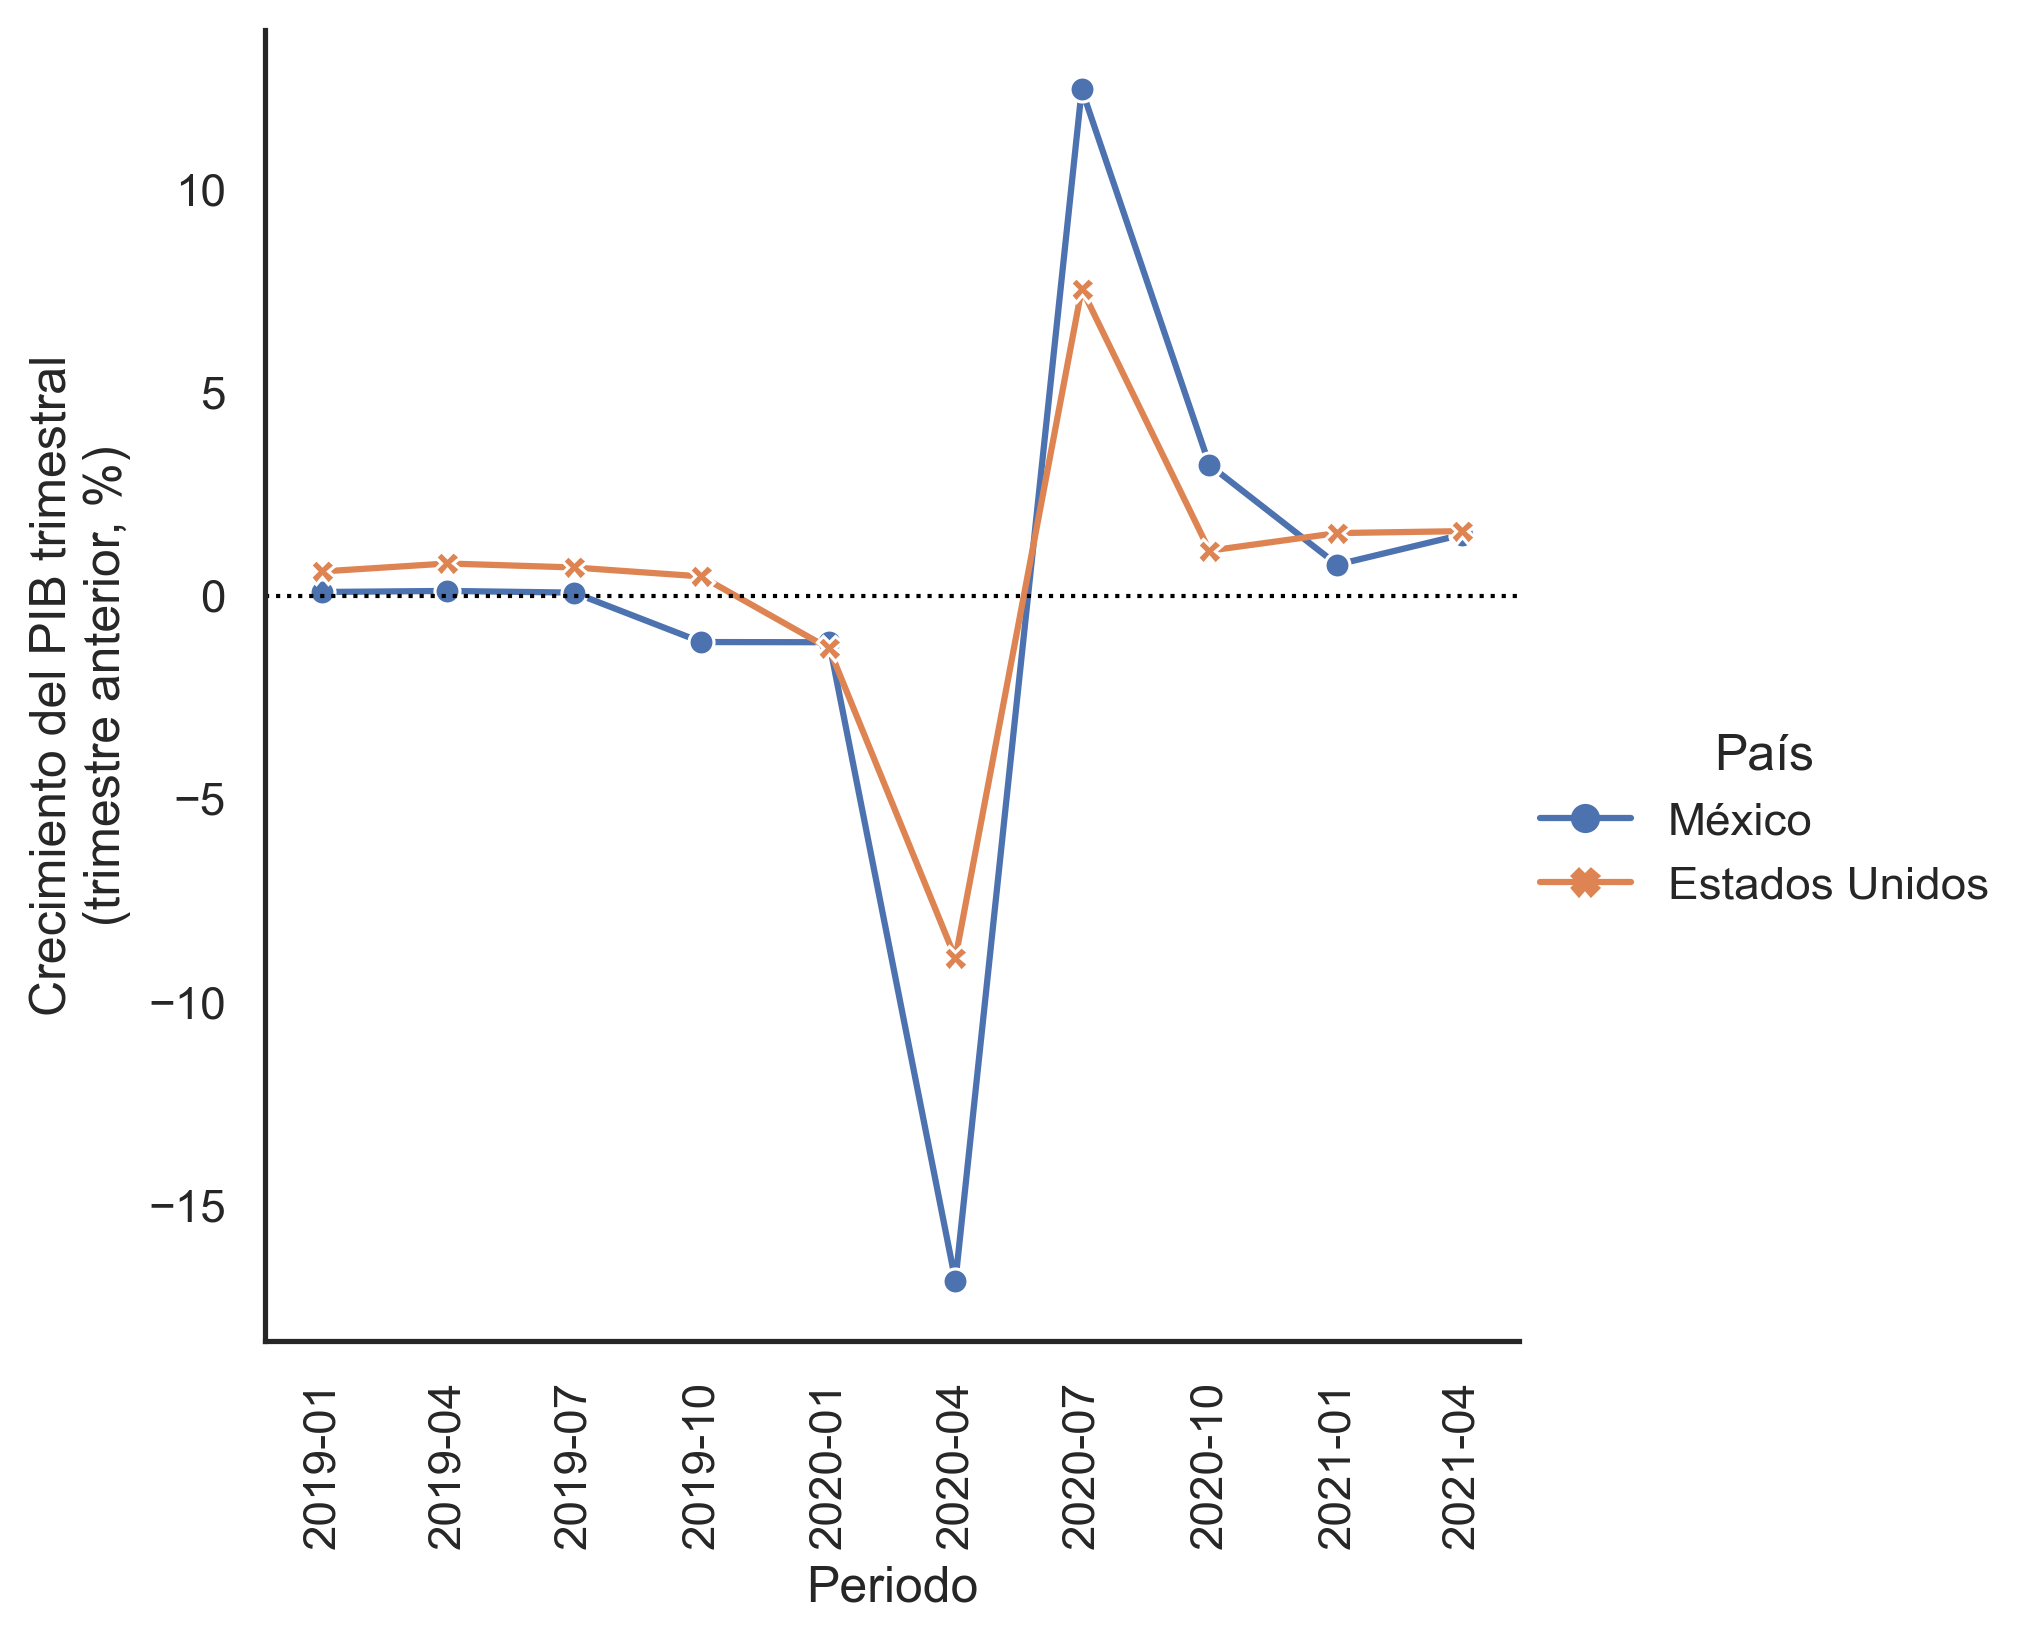 Crecimiento del PIB trimestral
(trimestre anterior, %)
10
5
0
−5
−10
−15
2019-01
2019-04
2019-07
2019-10
2020-01
2020-04
2020-07
2020-10
2021-01
2021-04
Periodo
País
México
Estados Unidos